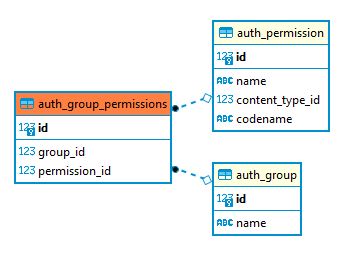 auth_permission
123 id
ABC name
123 content_type_id
ABC codename
auth_group_permissions
123 id
123 group_id
123 permission_id
auth_group
123 id
ABC name